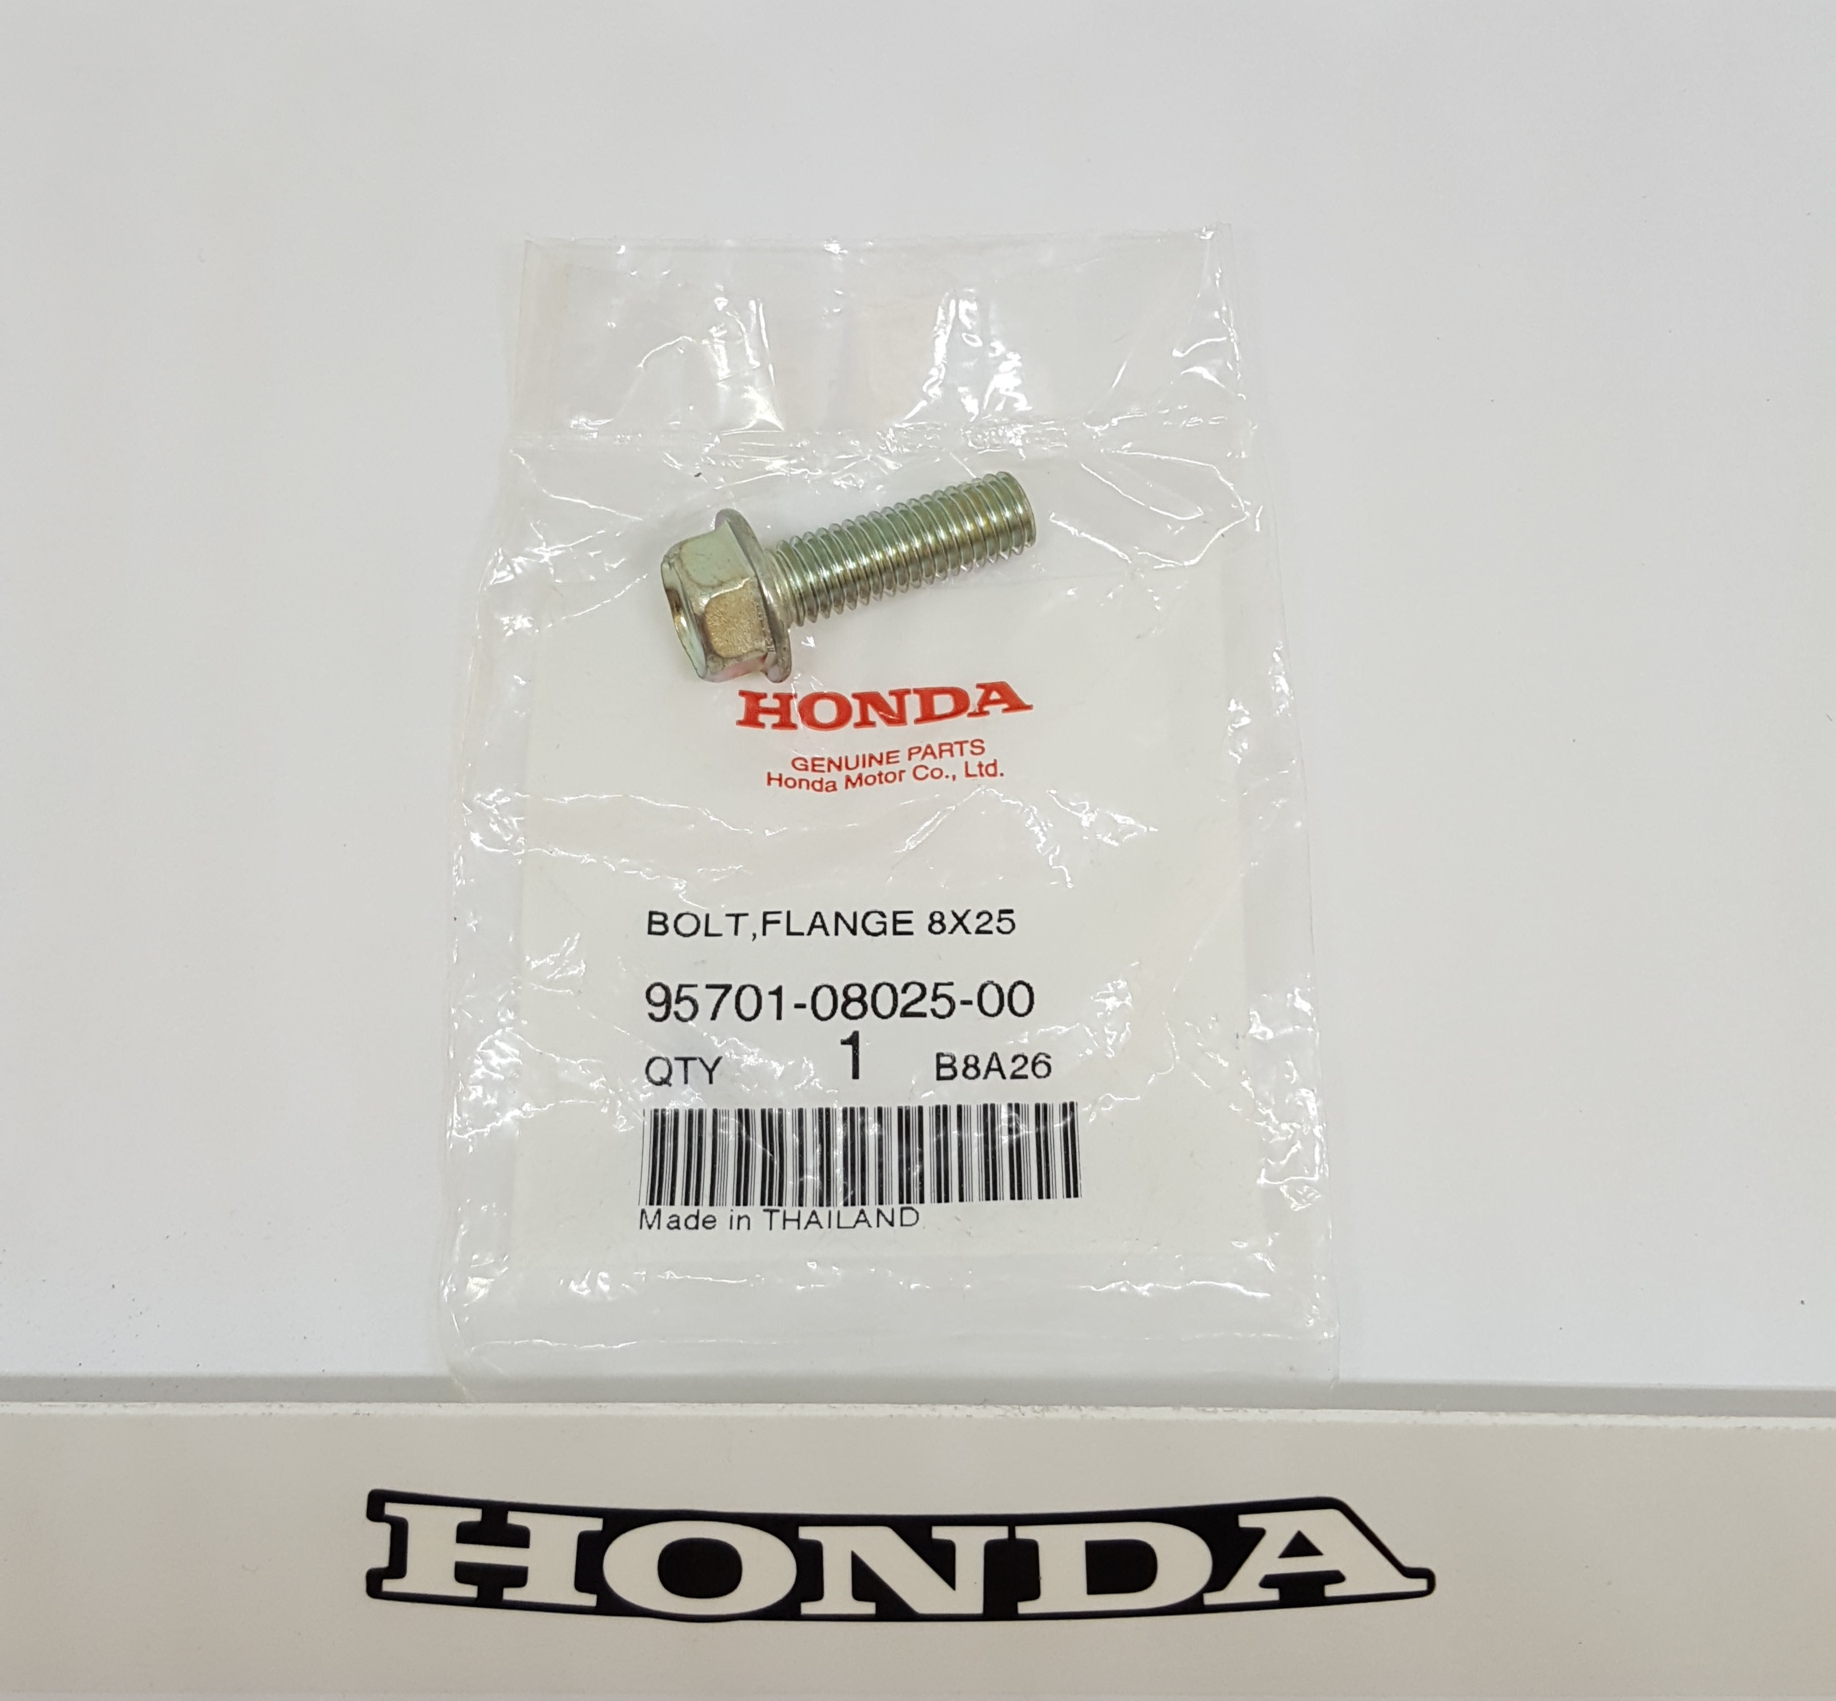 HONDA
GENUINE PARTS
Honda Motor Co., Ltd.
BOLT,FLANGE 8X25
95701-08025-00
QTY 1 B8A26
Made in THAILAND
HONDA